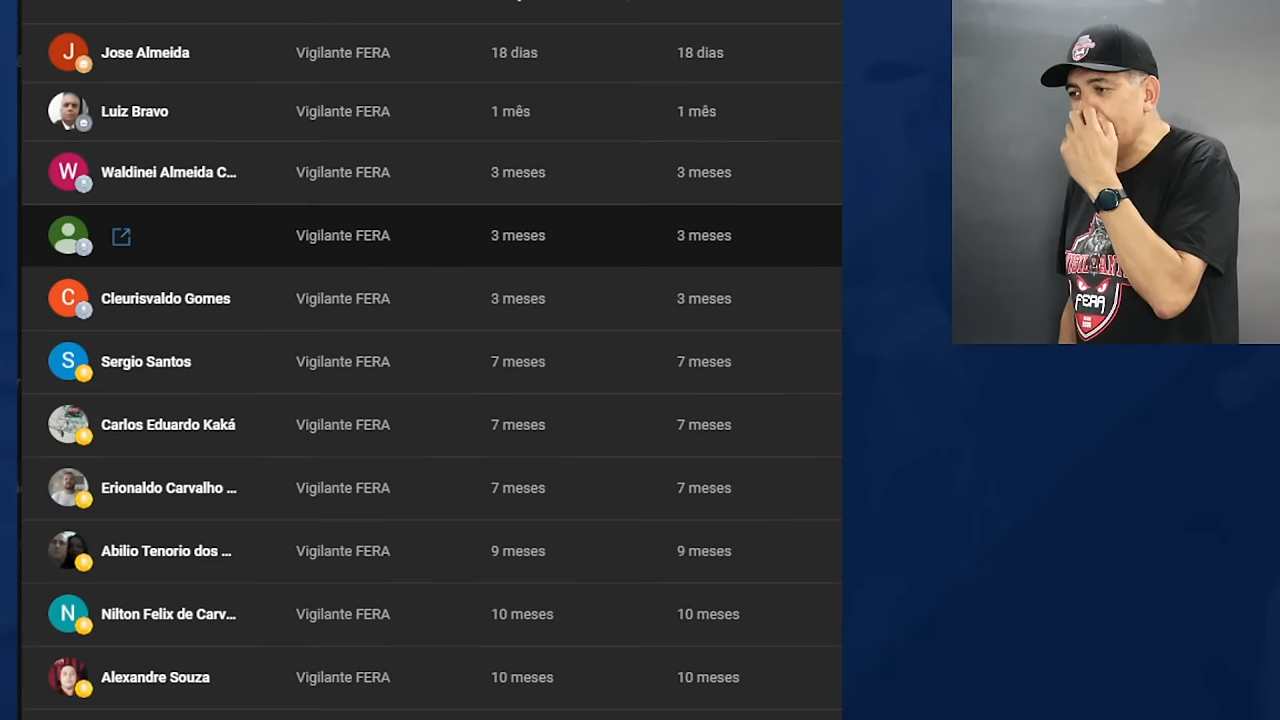 J Jose Almeida Vigilante FERA 18 dias 18 dias
Luiz Bravo Vigilante FERA 1 mês 1 mês
W Waldinei Almeida C... Vigilante FERA 3 meses 3 meses
Vigilante FERA 3 meses 3 meses
C Cleurisvaldo Gomes Vigilante FERA 3 meses 3 meses
S Sergio Santos Vigilante FERA 7 meses 7 meses
Carlos Eduardo Kaká Vigilante FERA 7 meses 7 meses
Erionaldo Carvalho ... Vigilante FERA 7 meses 7 meses
Abilio Tenorio dos ... Vigilante FERA 9 meses 9 meses
N Nilton Felix de Carv... Vigilante FERA 10 meses 10 meses
Alexandre Souza Vigilante FERA 10 meses 10 meses
VIGILANTE
FERA